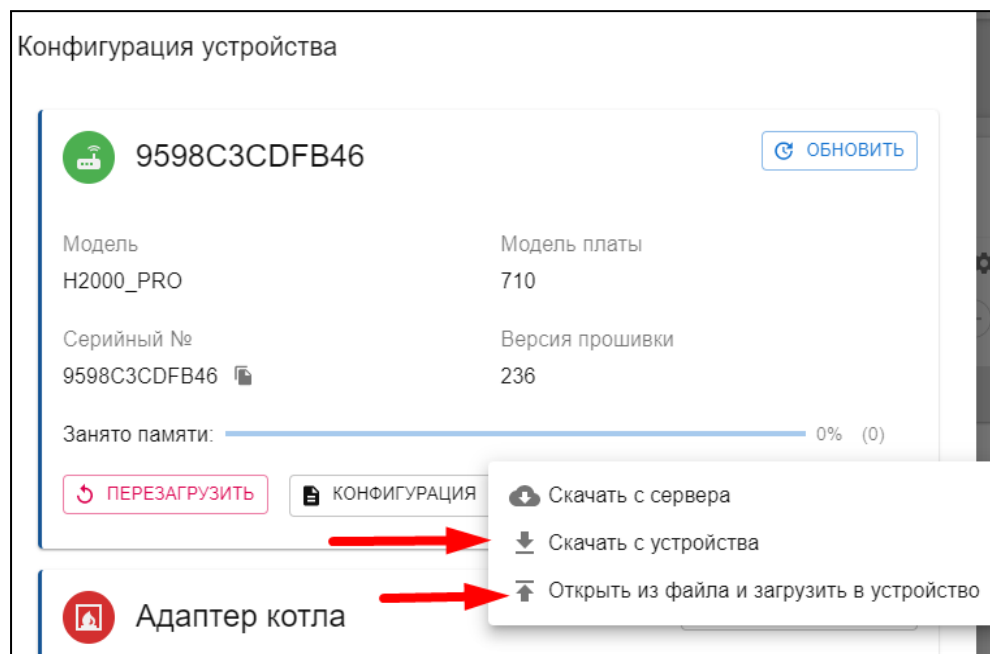 Конфигурация устройства
9598C3CDFB46
ОБНОВИТЬ
Модель
Модель платы
H2000_PRO
710
Серийный №
Версия прошивки
9598C3CDFB46
236
Занято памяти: 0% (0)
ПЕРЕЗАГРУЗИТЬ
КОНФИГУРАЦИЯ
Скачать с сервера
Скачать с устройства
Открыть из файла и загрузить в устройство
Адаптер котла